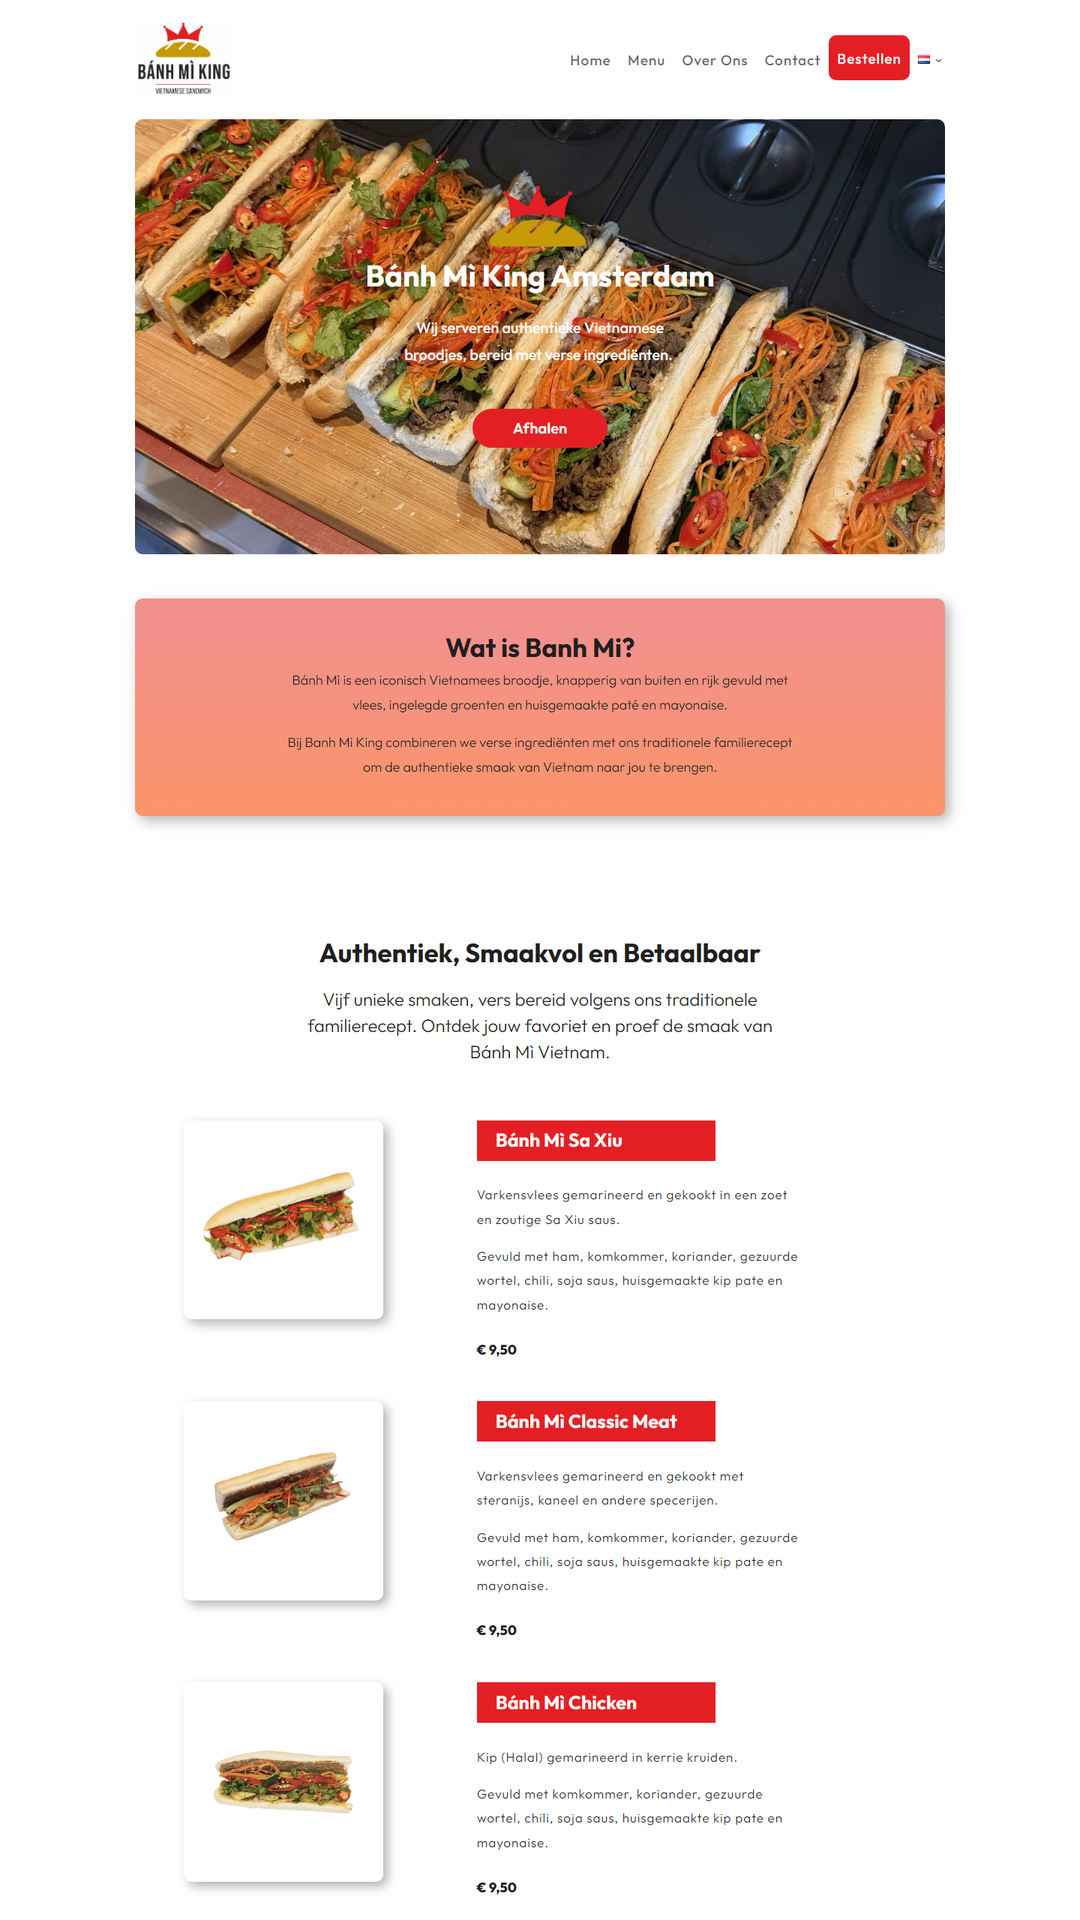 BÁNH MÌ KING
VIETNAMESE SANDWICH
Home Menu Over Ons Contact Bestellen
Bánh Mì King Amsterdam
Wij serveren authentieke Vietnamese
broodjes, bereid met verse ingrediënten.
Afhalen
Wat is Banh Mi?
Bánh Mì is een iconisch Vietnamees broodje, knapperig van buiten en rijk gevuld met
vlees, ingelegde groenten en huisgemaakte paté en mayonaise.
Bij Banh Mi King combineren we verse ingrediënten met ons traditionele familierecept
om de authentieke smaak van Vietnam naar jou te brengen.
Authentiek, Smaakvol en Betaalbaar
Vijf unieke smaken, vers bereid volgens ons traditionele
familierecept. Ontdek jouw favoriet en proef de smaak van
Bánh Mì Vietnam.
Bánh Mì Sa Xiu
Varkensvlees gemarineerd en gekookt in een zoet
en zoutige Sa Xiu saus.
Gevuld met ham, komkommer, koriander, gezuurde
wortel, chili, soja saus, huisgemaakte kip pate en
mayonaise.
€ 9,50
Bánh Mì Classic Meat
Varkensvlees gemarineerd en gekookt met
steranijs, kaneel en andere specerijen.
Gevuld met ham, komkommer, koriander, gezuurde
wortel, chili, soja saus, huisgemaakte kip pate en
mayonaise.
€ 9,50
Bánh Mì Chicken
Kip (Halal) gemarineerd in kerrie kruiden.
Gevuld met komkommer, koriander, gezuurde
wortel, chili, soja saus, huisgemaakte kip pate en
mayonaise.
€ 9,50